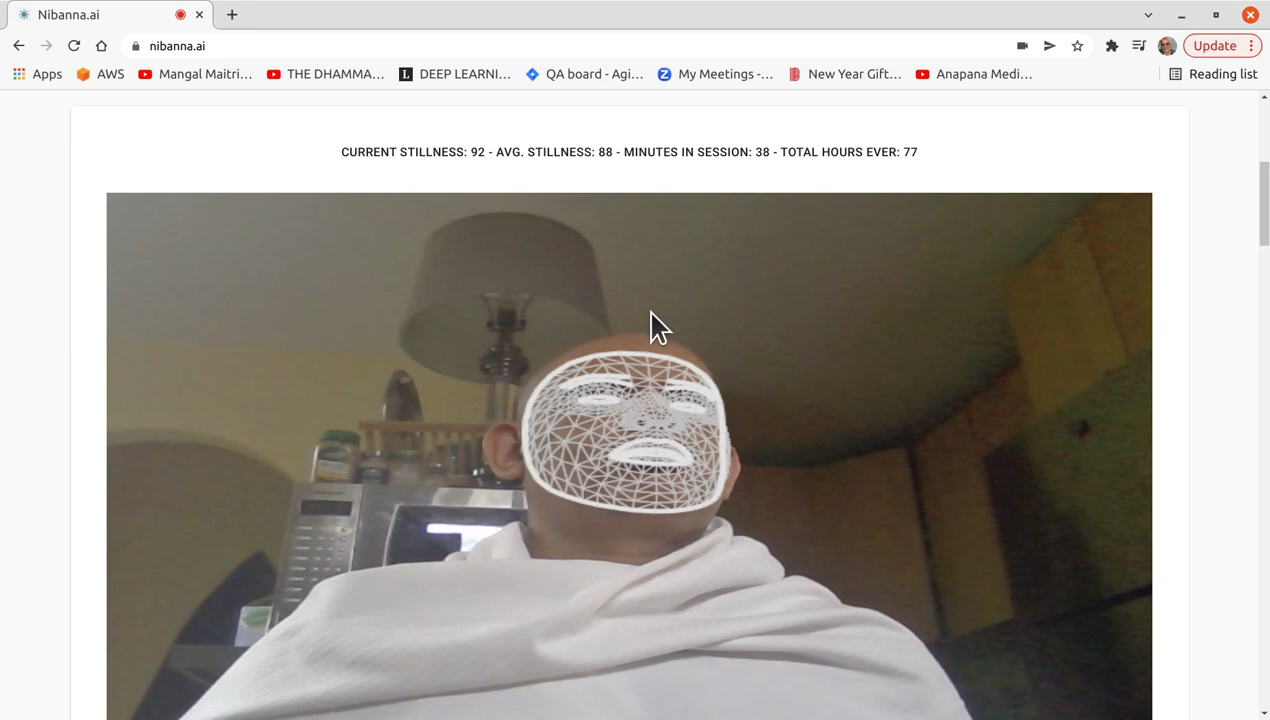 Nibanna.ai
nibanna.ai
Update
Apps AWS Mangal Maitri... THE DHAMMA... DEEP LEARNI... QA board - Agi... My Meetings -... New Year Gift... Anapana Medi... Reading list
CURRENT STILLNESS: 92 - AVG. STILLNESS: 88 - MINUTES IN SESSION: 38 - TOTAL HOURS EVER: 77